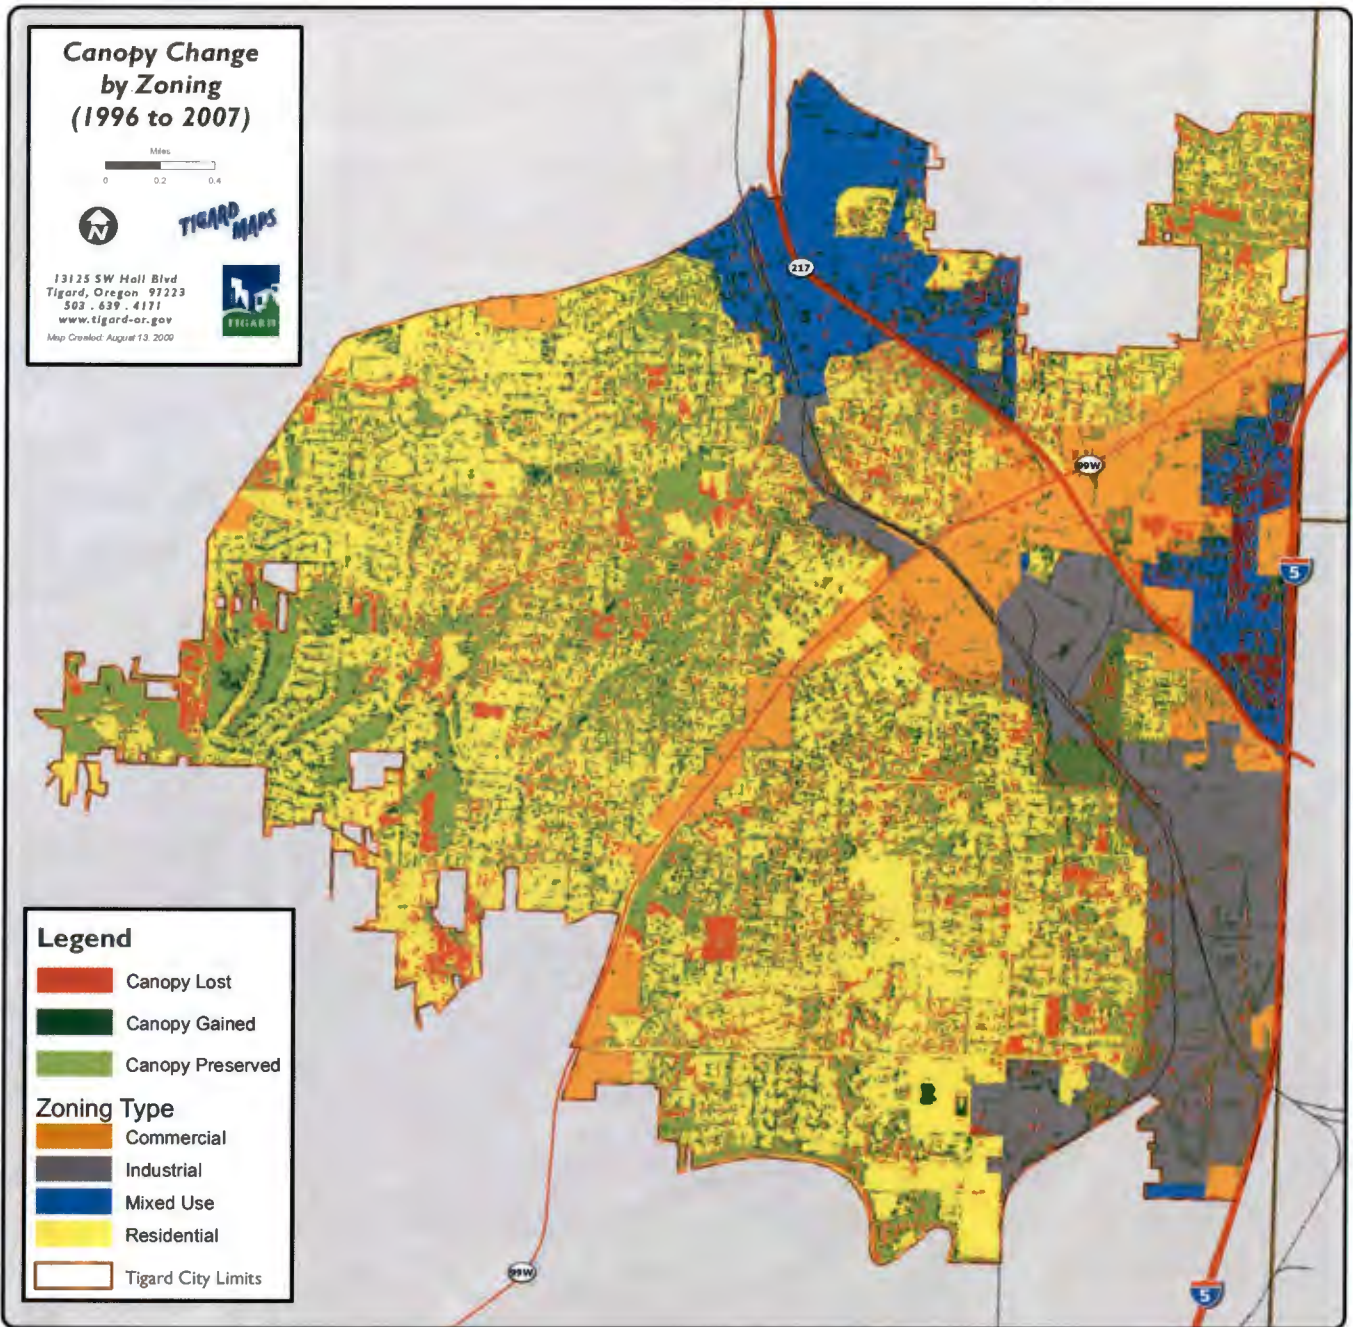 Canopy Change
by Zoning
(1996 to 2007)
Miles
0 0.2 0.4
N
TIGARD
MAPS
13125 SW Hall Blvd
Tigard, Oregon 97223
503 . 639 . 4171
www.tigard-or.gov
TIGARD
Map Created: August 13, 2009
217
99W
5
Legend
Canopy Lost
Canopy Gained
Canopy Preserved
Zoning Type
Commercial
Industrial
Mixed Use
Residential
Tigard City Limits
99W
5